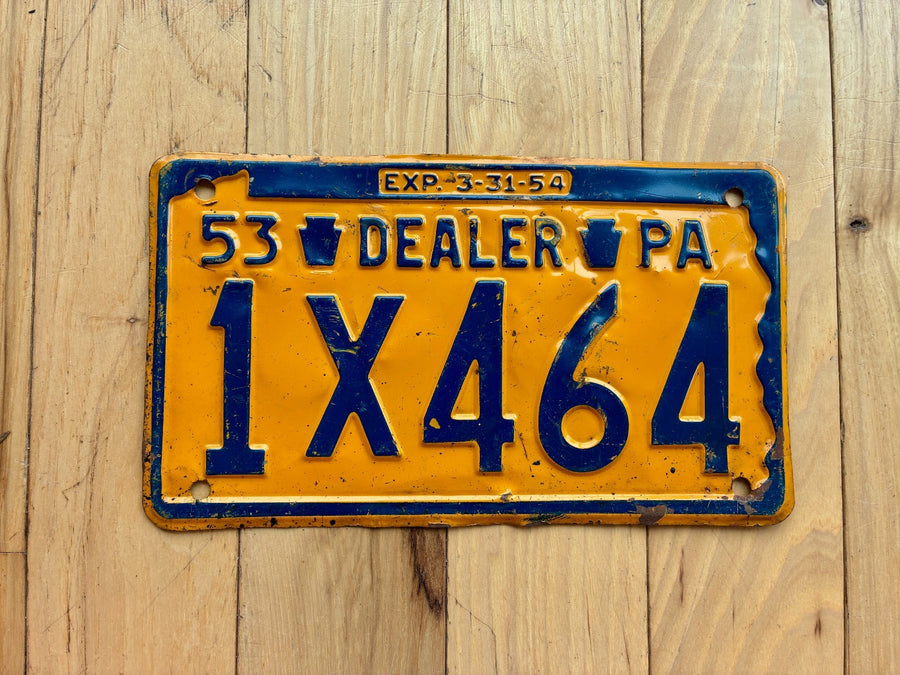 EXP. 3-31-54
53 DEALER PA
1X464